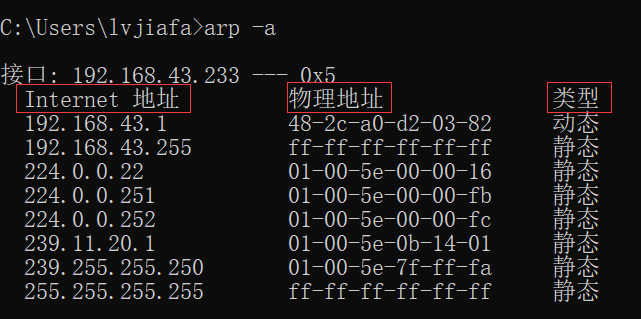 C:\Users\lvjiafa>arp -a
接口: 192.168.43.233 --- 0x5
Internet 地址 物理地址 类型
192.168.43.1 48-2c-a0-d2-03-82 动态
192.168.43.255 ff-ff-ff-ff-ff-ff 静态
224.0.0.22 01-00-5e-00-00-16 静态
224.0.0.251 01-00-5e-00-00-fb 静态
224.0.0.252 01-00-5e-00-00-fc 静态
239.11.20.1 01-00-5e-0b-14-01 静态
239.255.255.250 01-00-5e-7f-ff-fa 静态
255.255.255.255 ff-ff-ff-ff-ff-ff 静态